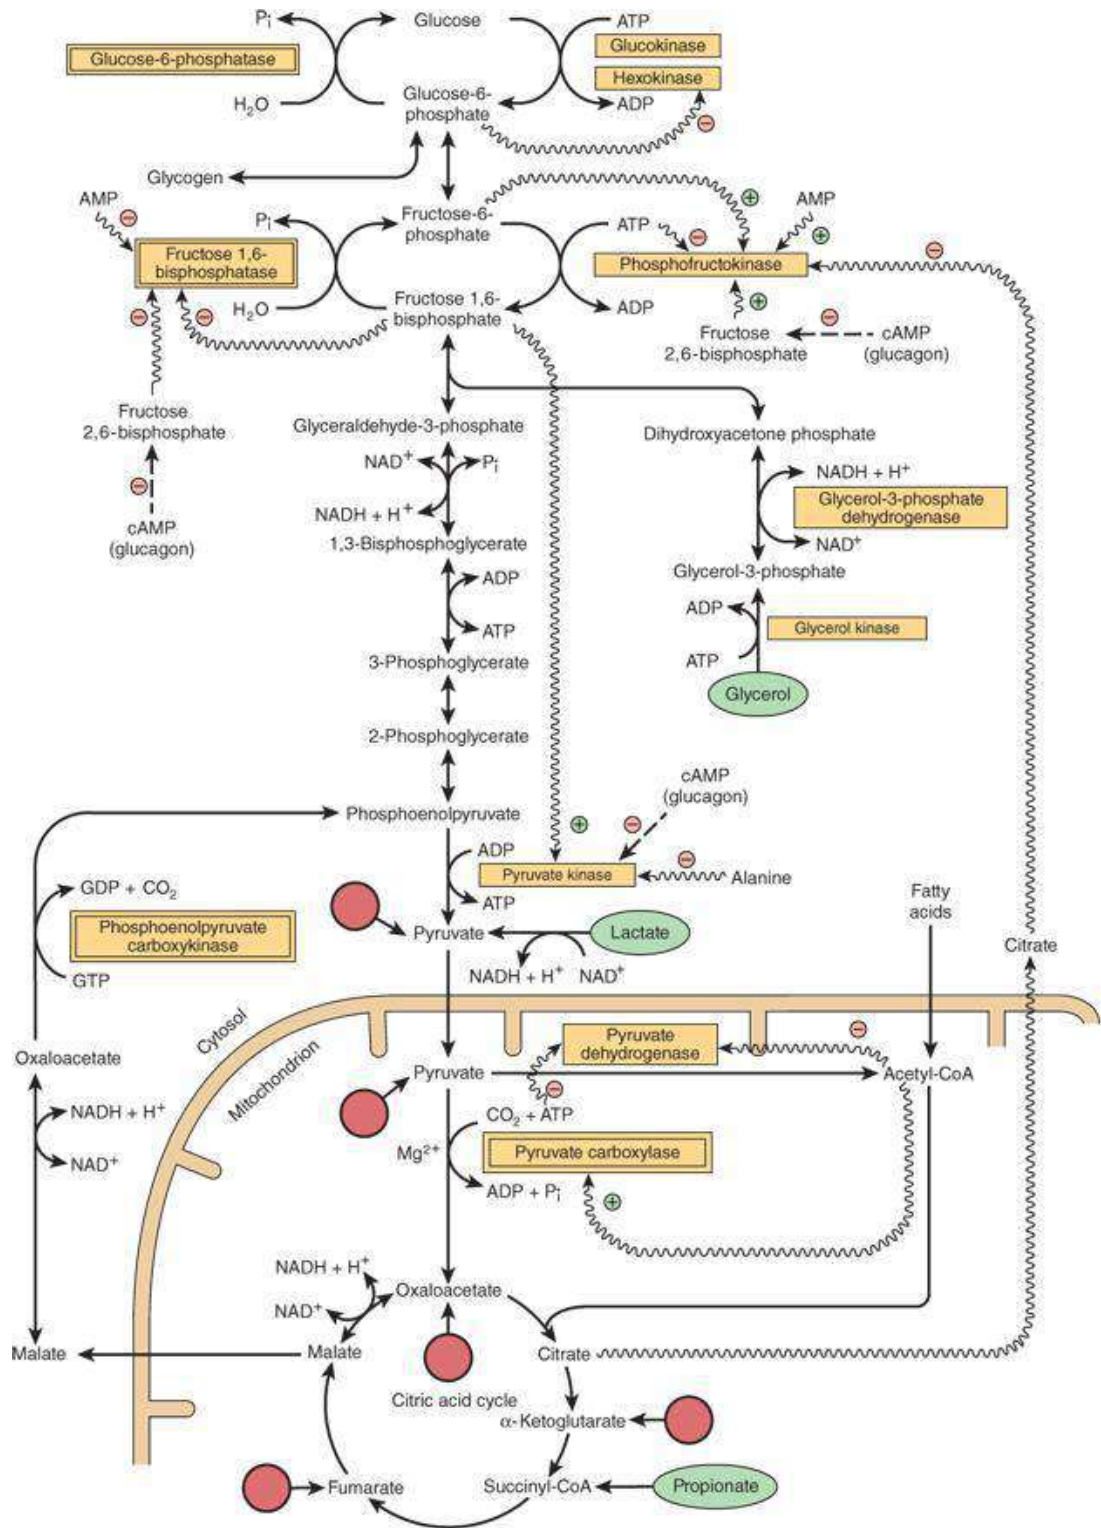 Pi
Glucose
ATP
Glucose-6-phosphatase
Glucokinase
Hexokinase
H2O
Glucose-6-
phosphate
ADP
Glycogen
AMP
Pi
Fructose-6-
phosphate
ATP
AMP
Fructose 1,6-
bisphosphatase
Phosphofructokinase
H2O
Fructose 1,6-
bisphosphate
ADP
Fructose
2,6-bisphosphate
cAMP
(glucagon)
Fructose
2,6-bisphosphate
Glyceraldehyde-3-phosphate
Dihydroxyacetone phosphate
NAD+
Pi
NADH + H+
cAMP
(glucagon)
NADH + H+
Glycerol-3-phosphate
dehydrogenase
1,3-Bisphosphoglycerate
NAD+
ADP
Glycerol-3-phosphate
ATP
ADP
Glycerol kinase
3-Phosphoglycerate
ATP
Glycerol
2-Phosphoglycerate
cAMP
(glucagon)
Phosphoenolpyruvate
ADP
Pyruvate kinase
Alanine
GDP + CO2
ATP
Fatty
acids
Phosphoenolpyruvate
carboxykinase
Pyruvate
Lactate
Citrate
GTP
NADH + H+
NAD+
Cytosol
Mitochondrion
Oxaloacetate
Pyruvate
dehydrogenase
Pyruvate
Acetyl-CoA
NADH + H+
CO2 + ATP
Mg2+
Pyruvate carboxylase
NAD+
ADP + Pi
NADH + H+
Oxaloacetate
NAD+
Malate
Malate
Citrate
Citric acid cycle
α-Ketoglutarate
Fumarate
Succinyl-CoA
Propionate